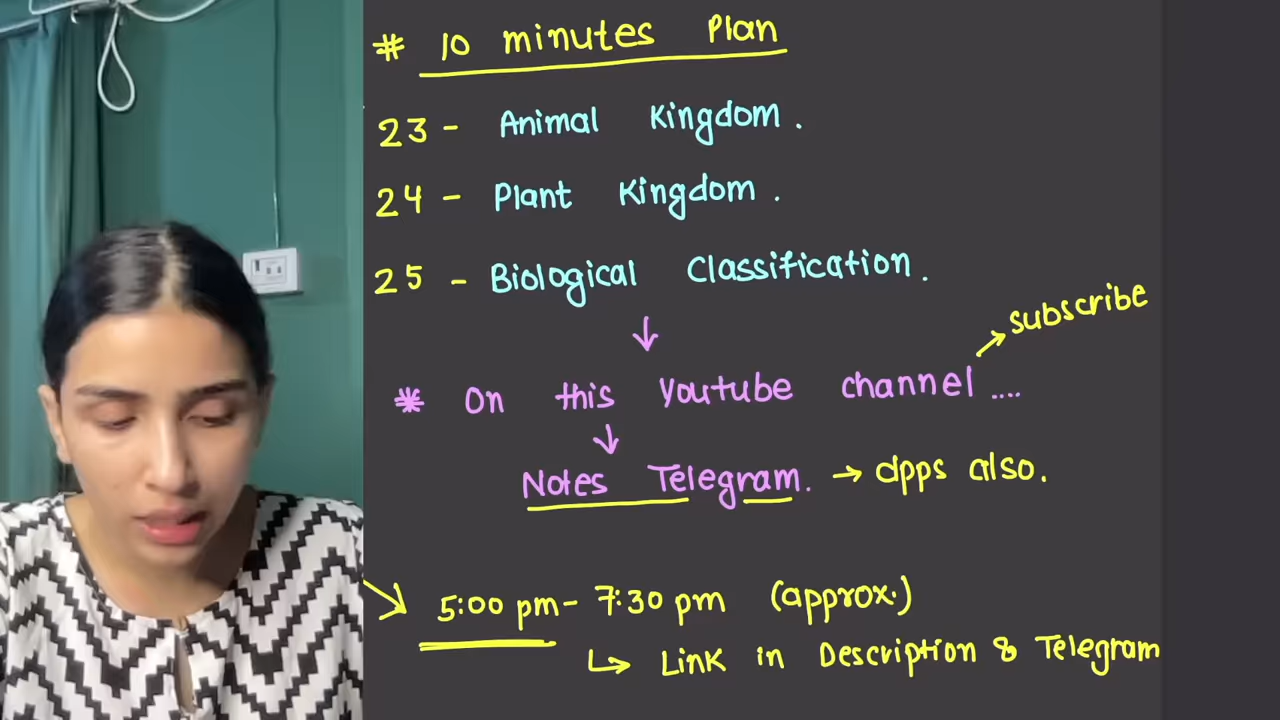 # 10 minutes Plan
23 - Animal Kingdom.
24 - Plant Kingdom.
25 - Biological Classification.
subscribe
* On this Youtube channel ....
Notes Telegram. → dpps also.
5:00 pm - 7:30 pm (approx.)
Link in Description & Telegram